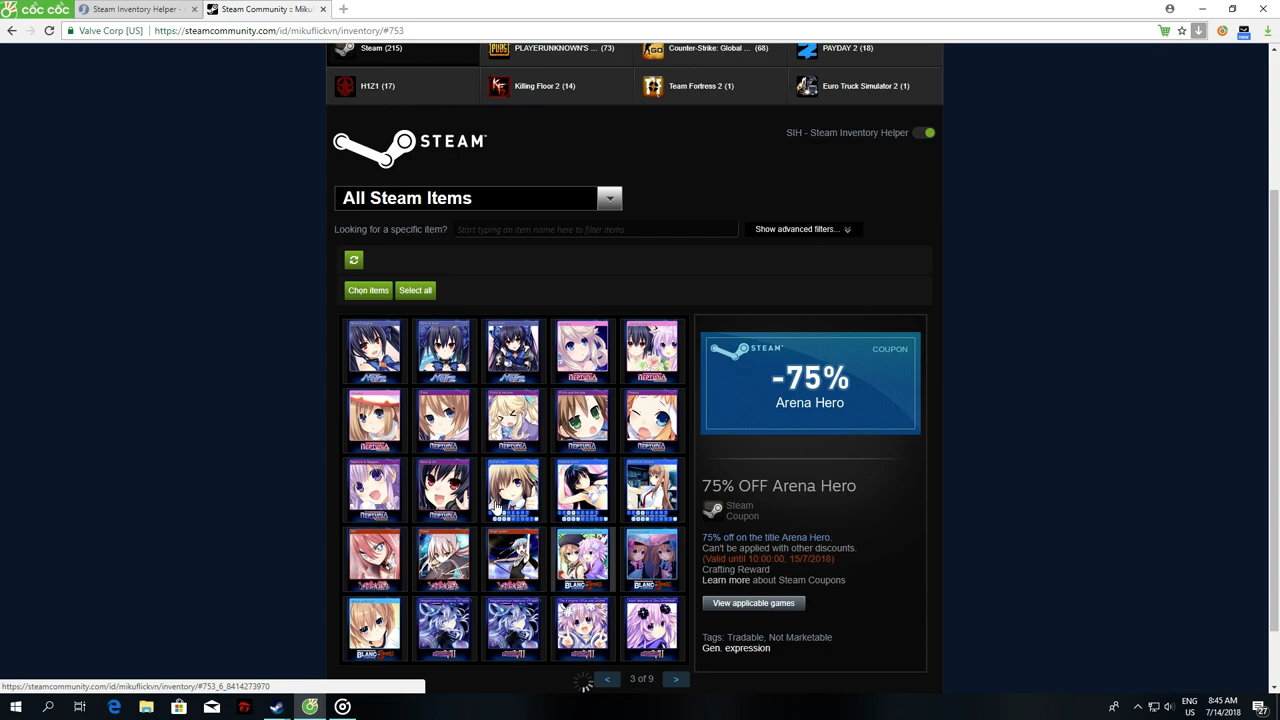 CỐC CỐC
Steam Inventory Helper -
Steam Community :: Miku
Valve Corp [US]
https://steamcommunity.com/id/mikuflickvn/inventory/#753
new
Steam (215)
PLAYERUNKNOWN'S ... (73)
Counter-Strike: Global ... (68)
PAYDAY 2 (18)
H1Z1 (17)
Killing Floor 2 (14)
Team Fortress 2 (1)
Euro Truck Simulator 2 (1)
STEAM™
SIH - Steam Inventory Helper
All Steam Items
Looking for a specific item?
Start typing an item name here to filter items
Show advanced filters...
Chọn items
Select all
STEAM™
COUPON
-75%
Arena Hero
75% OFF Arena Hero
Steam
Coupon
75% off on the title Arena Hero.
Can't be applied with other discounts.
(Valid until 10:00:00, 15/7/2018)
Crafting Reward
Learn more about Steam Coupons
View applicable games
Tags: Tradable, Not Marketable
Gen. expression
< 3 of 9 >
https://steamcommunity.com/id/mikuflickvn/inventory/#753_6_8414273970
ENG
US
8:45 AM
7/14/2018
27